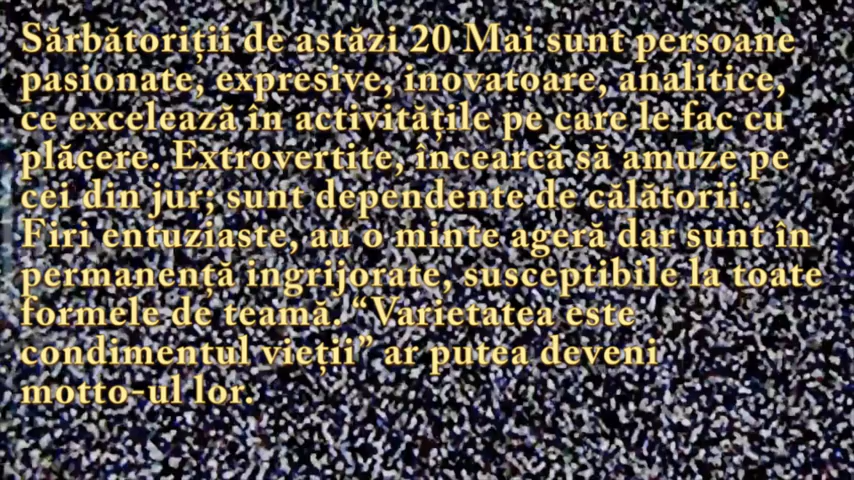 Sărbătoriții de astăzi 20 Mai sunt persoane
pasionate, expresive, inovatoare, analitice,
ce excelează în activitățile pe care le fac cu
plăcere. Extrovertite, încearcă să amuze pe
cei din jur; sunt dependente de călătorii.
Firi entuziaste, au o minte ageră dar sunt în
permanență ingrijorate, susceptibile la toate
formele de teamă. “Varietatea este
condimentul vieții” ar putea deveni
motto-ul lor.